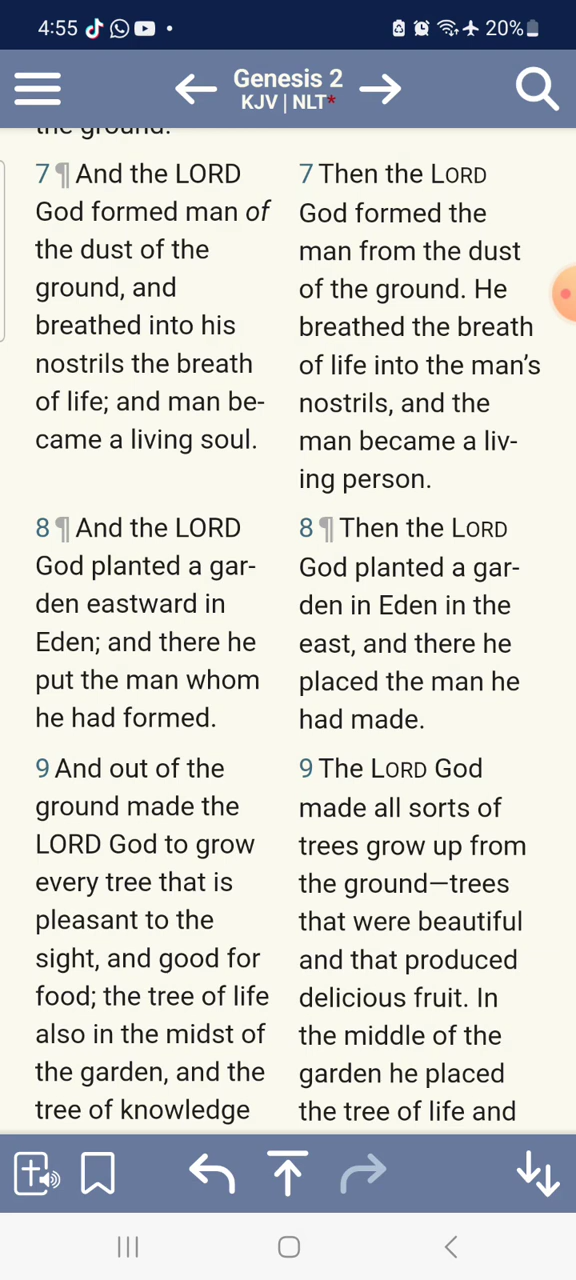 4:55
20%
Genesis 2
KJV | NLT*
the ground.
7 ¶ And the LORD
God formed man of
the dust of the
ground, and
breathed into his
nostrils the breath
of life; and man be-
came a living soul.
8 ¶ And the LORD
God planted a gar-
den eastward in
Eden; and there he
put the man whom
he had formed.
9 And out of the
ground made the
LORD God to grow
every tree that is
pleasant to the
sight, and good for
food; the tree of life
also in the midst of
the garden, and the
tree of knowledge
7 Then the LORD
God formed the
man from the dust
of the ground. He
breathed the breath
of life into the man’s
nostrils, and the
man became a liv-
ing person.
8 ¶ Then the LORD
God planted a gar-
den in Eden in the
east, and there he
placed the man he
had made.
9 The LORD God
made all sorts of
trees grow up from
the ground—trees
that were beautiful
and that produced
delicious fruit. In
the middle of the
garden he placed
the tree of life and